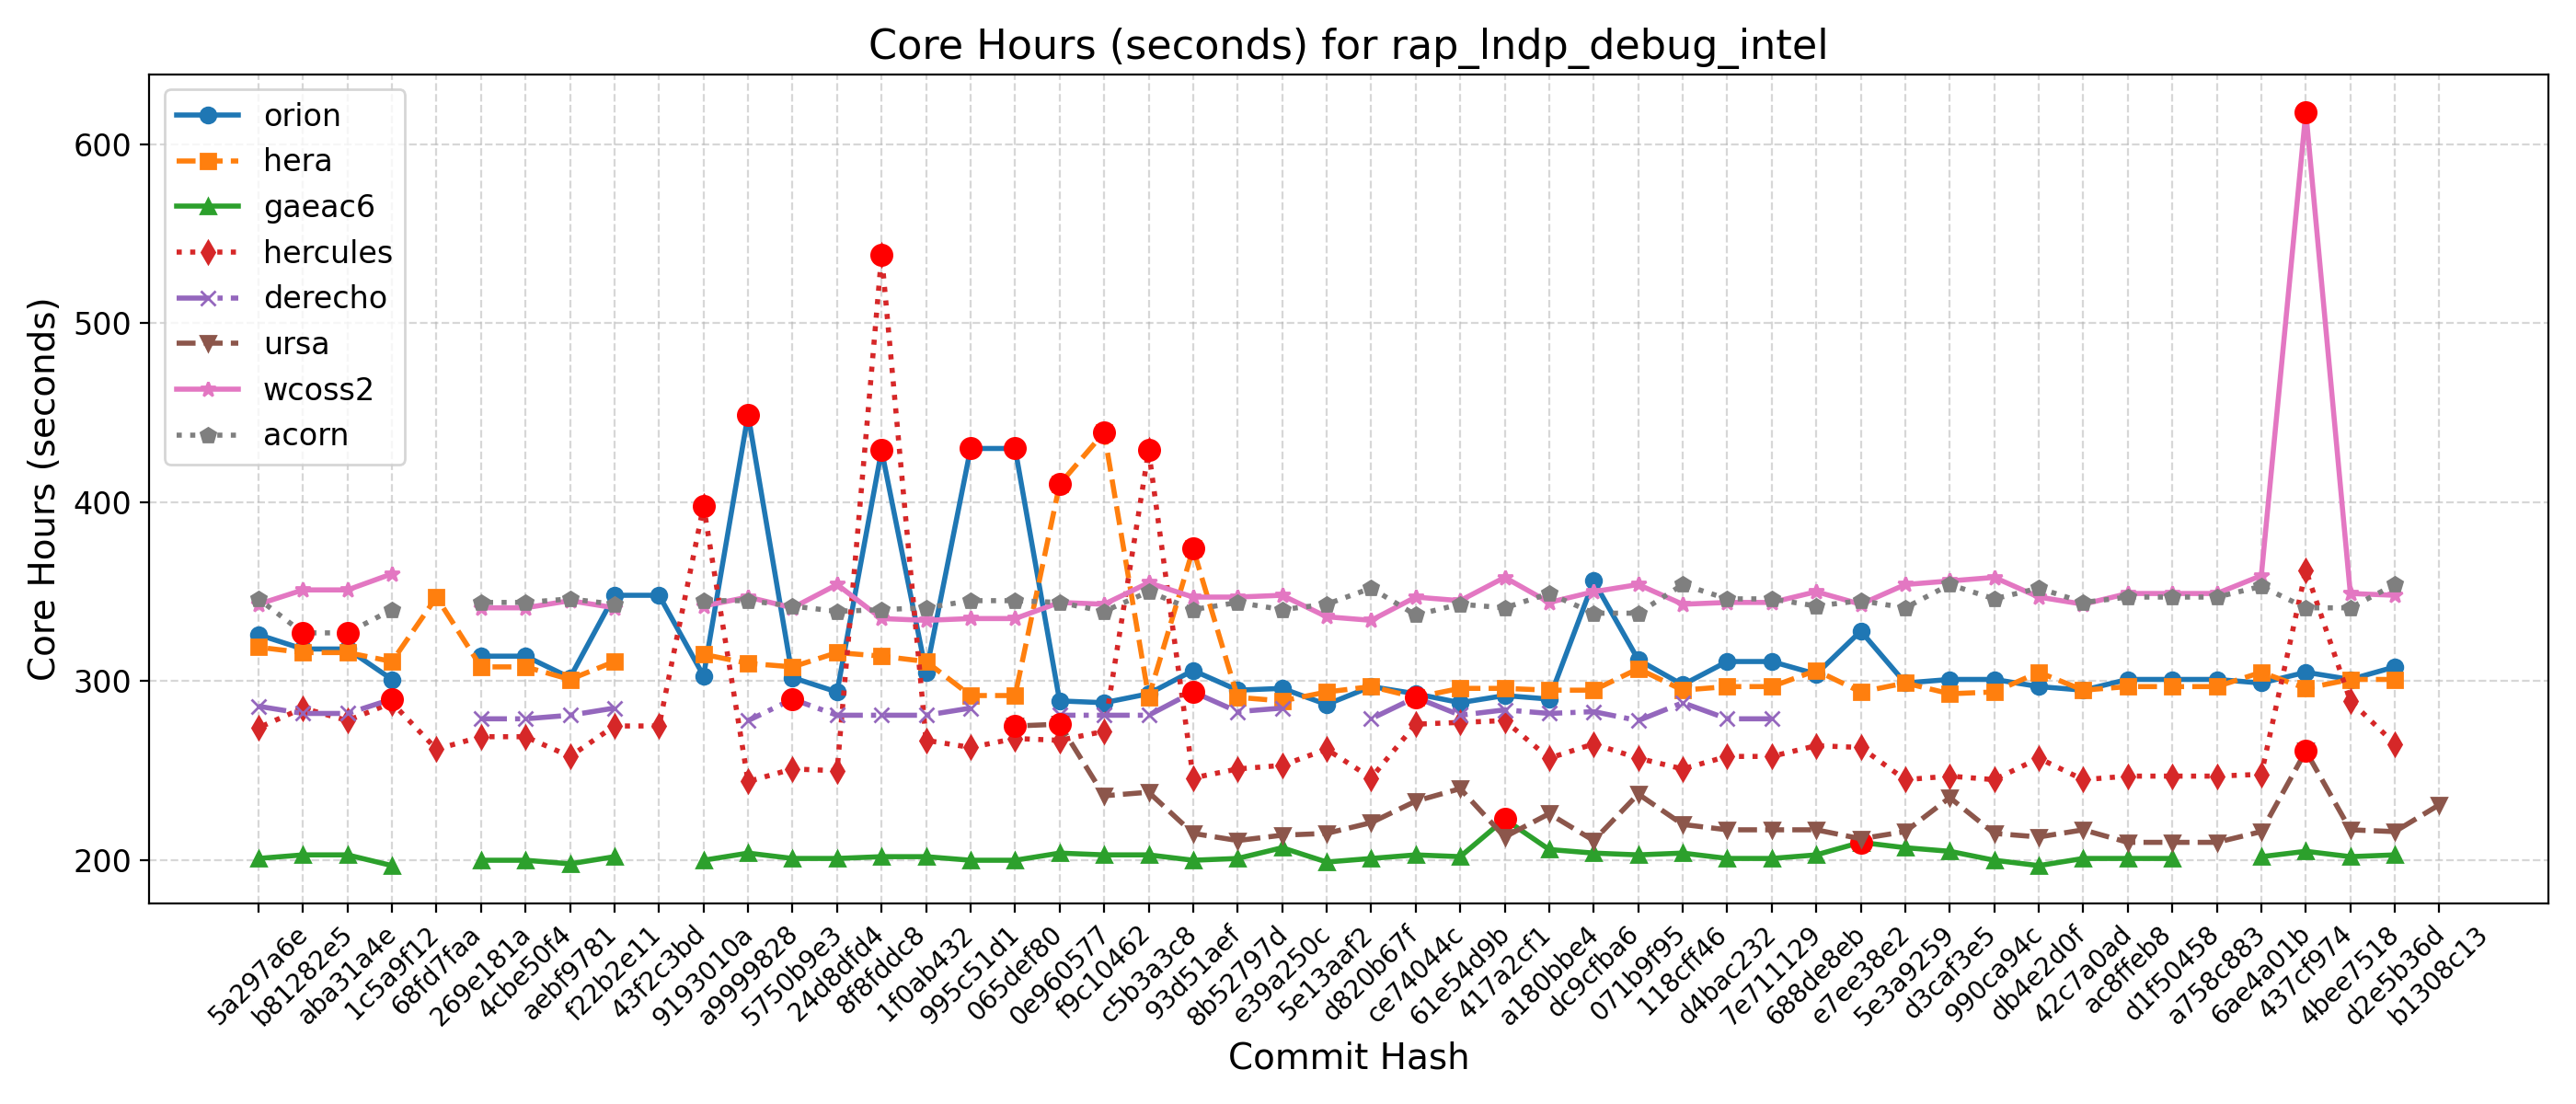 Core Hours (seconds) for rap_lndp_debug_intel
Core Hours (seconds)
600
500
400
300
200
orion
hera
gaeac6
hercules
derecho
ursa
wcoss2
acorn
5a297a6e
b81282e5
aba31a4e
1c5a9f12
68fd7faa
269e181a
4cbe50f4
aebf9781
f22b2e11
43f2c3bd
9193010a
a9999828
5750b9e3
24d8dfd4
8f8fddc8
1f0ab432
995c51d1
065def80
0e960577
f9c10462
c5b3a3c8
93d51aef
8b52797d
e39a250c
5e13aaf2
d820b67f
ce74044c
61e54d9b
417a2cf1
a180bbe4
dc9cfba6
071b9f95
118cff46
d4bac232
7e711129
688de8eb
e7ee38e2
5e3a9259
d3caf3e5
990ca94c
db4e2d0f
42c7a0ad
ac8ffeb8
d1f50458
a758c883
6ae4a01b
437cf974
4bee7518
d2e5b36d
b1308c13
Commit Hash